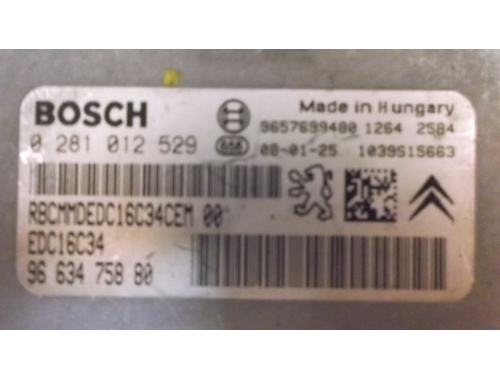 BOSCH
Made in Hungary
0 281 012 529
9657699480 1264 2584
08-01-25 1039S15663
RBCMMDEDC16C34CEM 00
EDC16C34
96 634 758 80